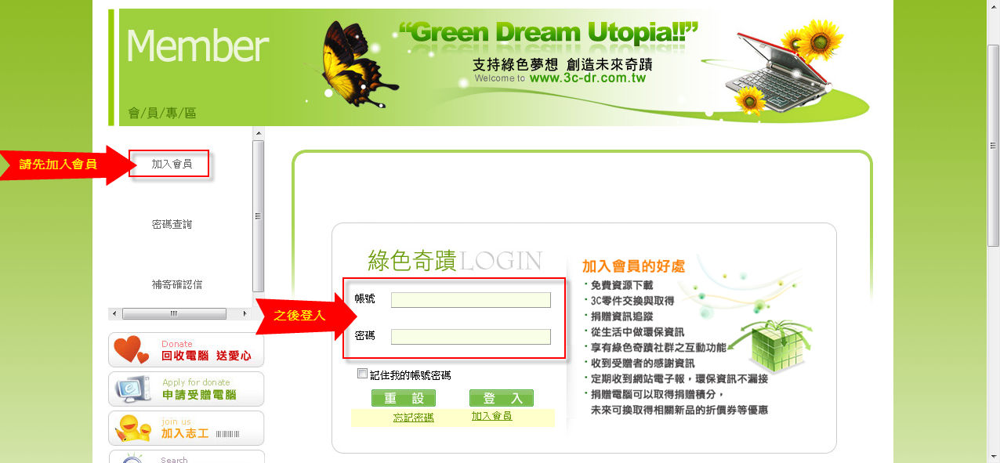 Member
會/員/專/區
“Green Dream Utopia!!”
支持綠色夢想 創造未來奇蹟
Welcome to www.3c-dr.com.tw
請先加入會員
加入會員
密碼查詢
補寄確認信
Donate
回收電腦 送愛心
Apply for donate
申請受贈電腦
join us
加入志工
Search
綠色奇蹟 LOGIN
之後登入
帳號
密碼
記住我的帳號密碼
重 設
登 入
忘記密碼
加入會員
加入會員的好處
・免費資源下載
・3C零件交換與取得
・捐贈資訊追蹤
・從生活中做環保資訊
・享有綠色奇蹟社群之互動功能
・收到受贈者的感謝資訊
・定期收到網站電子報，環保資訊不漏接
・捐贈電腦可以取得捐贈積分，
未來可換取得相關新品的折價券等優惠